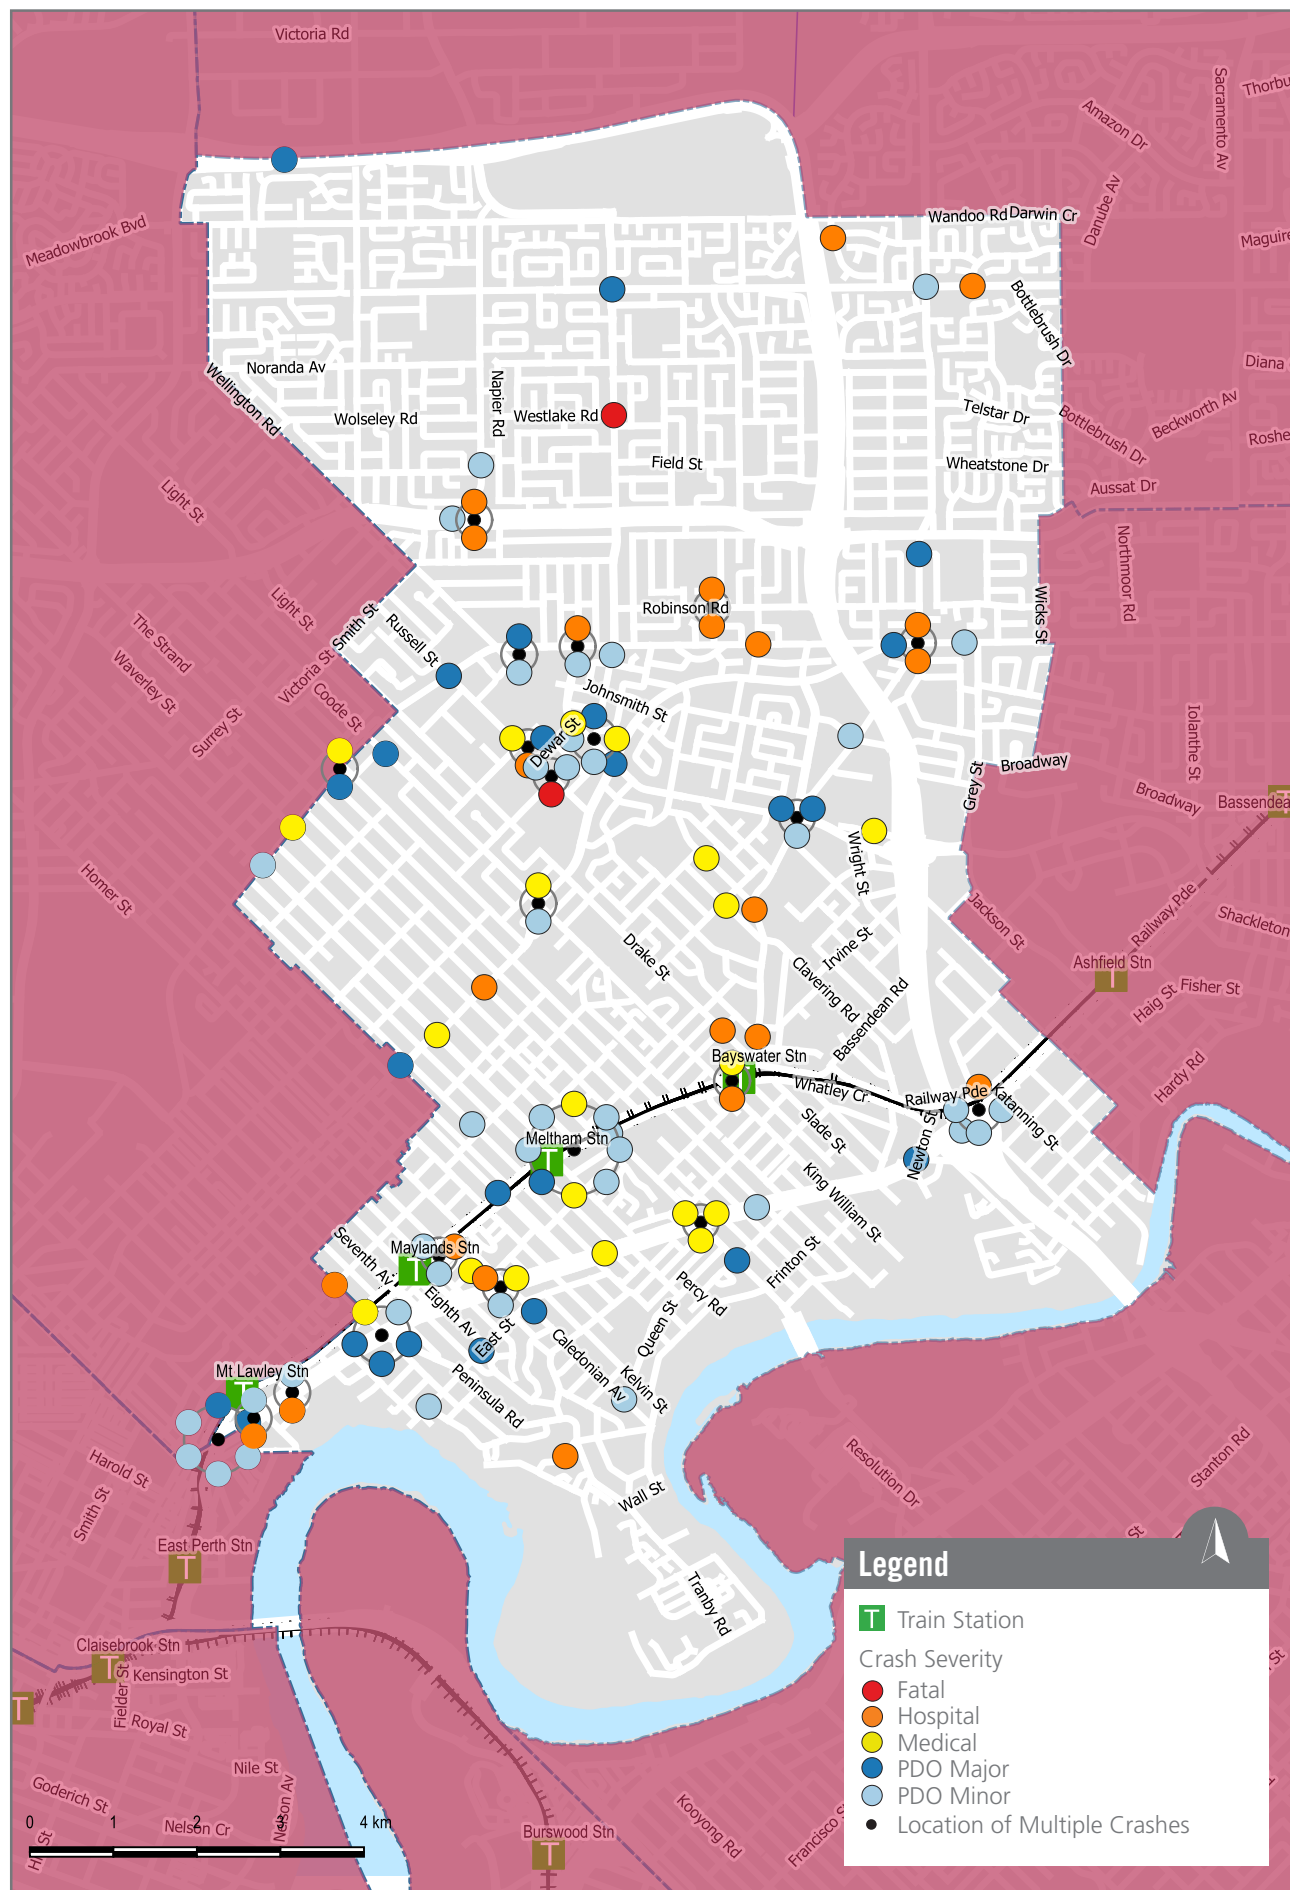 Victoria Rd
Sacramento Av
Thorbu
Amazon Dr
Danube Av
Wandoo Rd
Darwin Cr
Meadowbrook Bvd
Maguire
Bottlebrush Dr
Noranda Av
Wellington Rd
Napier Rd
Diana
Wolseley Rd
Westlake Rd
Telstar Dr
Bottlebrush Dr
Beckworth Av
Roshe
Field St
Wheatstone Dr
Light St
Aussat Dr
Northmoor Rd
Light St
Smith St
Russell St
Robinson Rd
Wicks St
The Strand
Waverley St
Victoria St
Coode St
Surrey St
Johnsmith St
Dewar St
Iolanthe St
Broadway
Grey St
Broadway
Bassendea
T
Wright St
Homer St
Jackson St
Railway Pde
Shackleton
Drake St
Irvine St
Clavering Rd
Bassendean Rd
Ashfield Stn
T
Haig St
Fisher St
Bayswater Stn
Hardy Rd
Whatley Cr
Railway Pde
Katanning St
Slade St
Newton St
Meltham Stn
T
King William St
Seventh Av
Maylands Stn
T
Frinton St
Percy Rd
Eighth Av
East St
Queen St
Caledonian Av
Kelvin St
Mt Lawley Stn
Peninsula Rd
Harold St
Smith St
Resolution Dr
Stanton Rd
Wall St
St
East Perth Stn
T
Legend
Tranby Rd
T Train Station
Claisebrook Stn
T
Kensington St
Fielder St
Crash Severity
St
Fatal
T
Royal St
Hospital
Medical
Nile St
PDO Major
Goderich St
Nelson Av
PDO Minor
0 1 2 3 4 km
Nelson Cr
Kooyong Rd
Francisco S
Location of Multiple Crashes
Burswood Stn
T
St